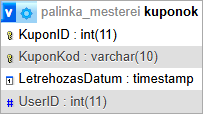 v palinka_mesterei kuponok
KuponID : int(11)
KuponKod : varchar(10)
LetrehozasDatum : timestamp
# UserID : int(11)